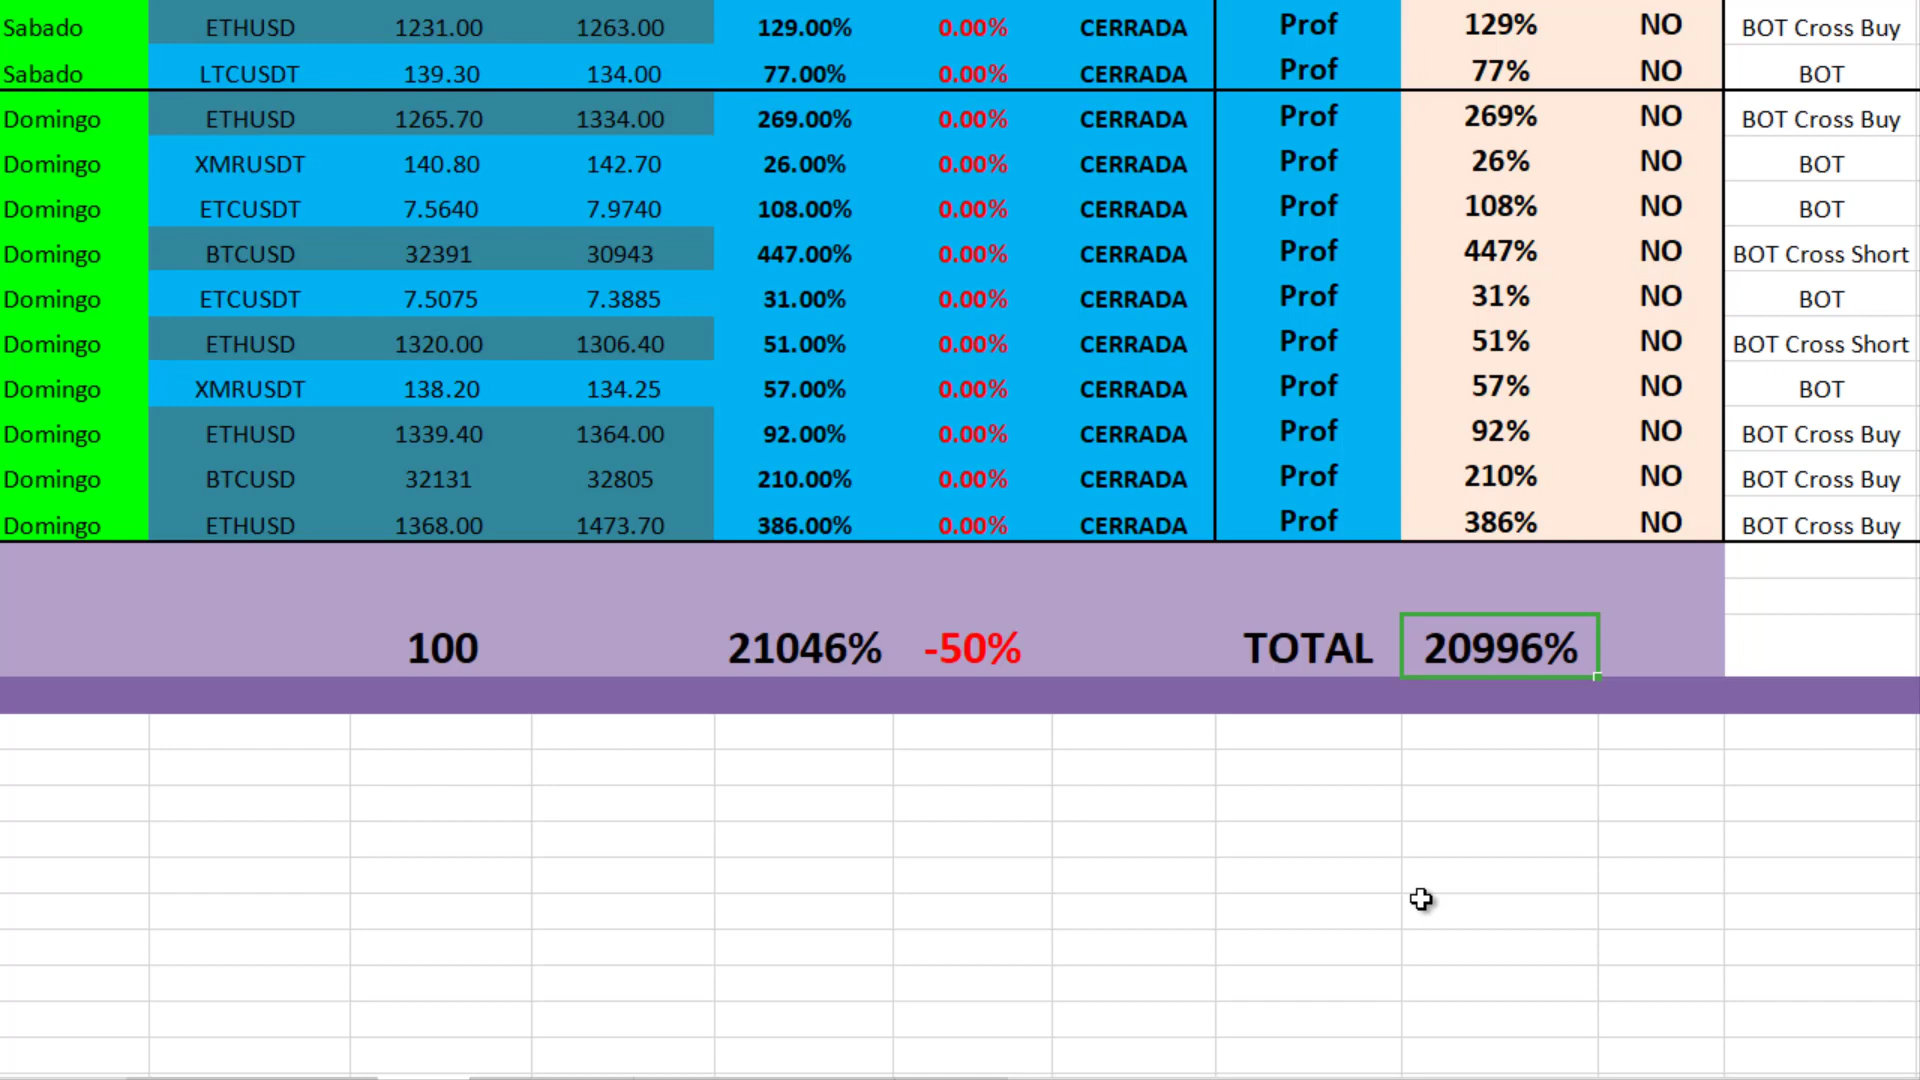 Sabado ETHUSD 1231.00 1263.00 129.00% 0.00% CERRADA Prof 129% NO BOT Cross Buy
Sabado LTCUSDT 139.30 134.00 77.00% 0.00% CERRADA Prof 77% NO BOT
Domingo ETHUSD 1265.70 1334.00 269.00% 0.00% CERRADA Prof 269% NO BOT Cross Buy
Domingo XMRUSDT 140.80 142.70 26.00% 0.00% CERRADA Prof 26% NO BOT
Domingo ETCUSDT 7.5640 7.9740 108.00% 0.00% CERRADA Prof 108% NO BOT
Domingo BTCUSD 32391 30943 447.00% 0.00% CERRADA Prof 447% NO BOT Cross Short
Domingo ETCUSDT 7.5075 7.3885 31.00% 0.00% CERRADA Prof 31% NO BOT
Domingo ETHUSD 1320.00 1306.40 51.00% 0.00% CERRADA Prof 51% NO BOT Cross Short
Domingo XMRUSDT 138.20 134.25 57.00% 0.00% CERRADA Prof 57% NO BOT
Domingo ETHUSD 1339.40 1364.00 92.00% 0.00% CERRADA Prof 92% NO BOT Cross Buy
Domingo BTCUSD 32131 32805 210.00% 0.00% CERRADA Prof 210% NO BOT Cross Buy
Domingo ETHUSD 1368.00 1473.70 386.00% 0.00% CERRADA Prof 386% NO BOT Cross Buy
100 21046% -50% TOTAL 20996%